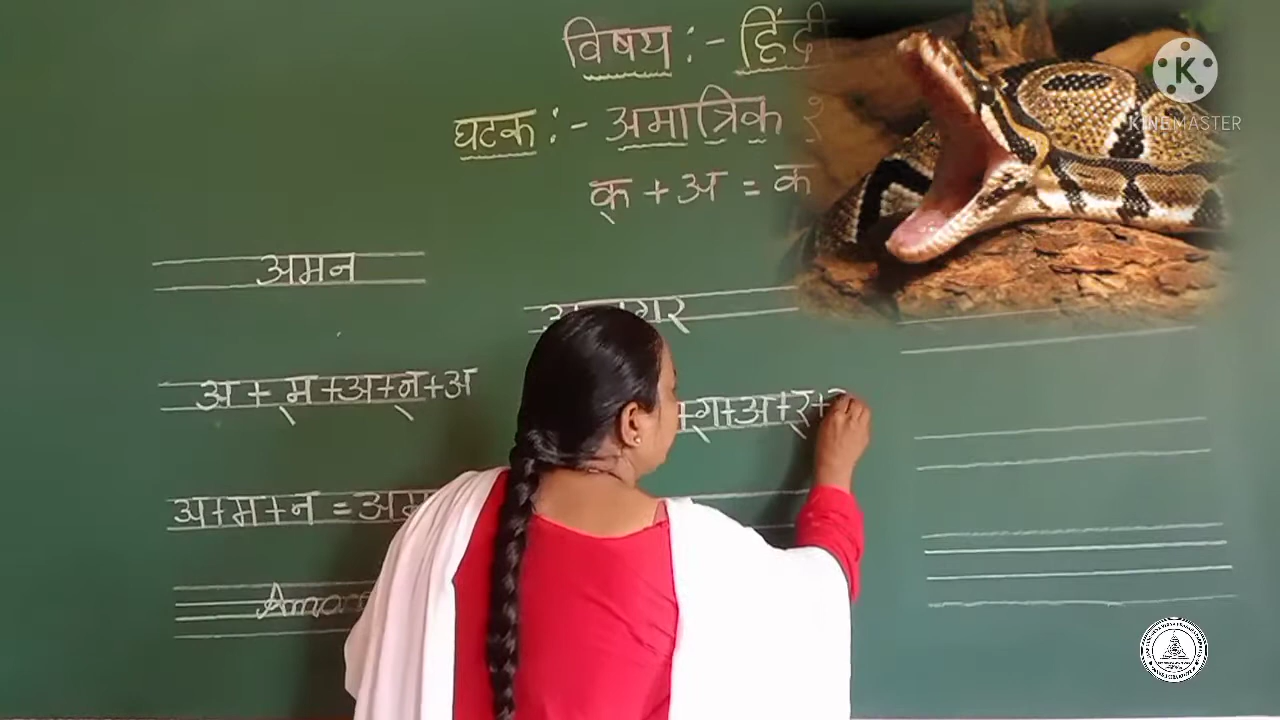 विषय :- हिंदी
घटक :- अमात्रिक
क् + अ = क
KINEMASTER
अमन
अ + म् + अ + न् + अ
+ ग् + अ + र् +
अ + म + न =